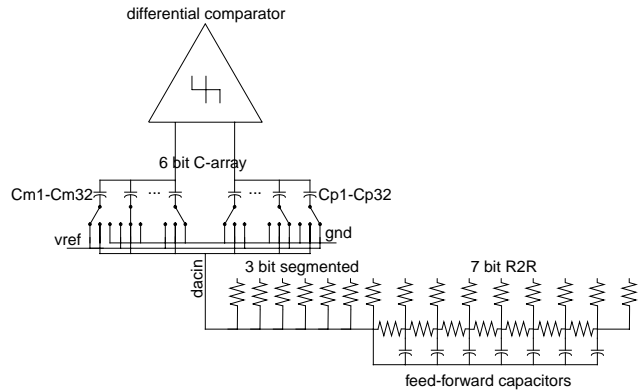 differential comparator
6 bit C-array
Cm1-Cm32
...
...
Cp1-Cp32
vref
gnd
dacin
3 bit segmented
7 bit R2R
feed-forward capacitors